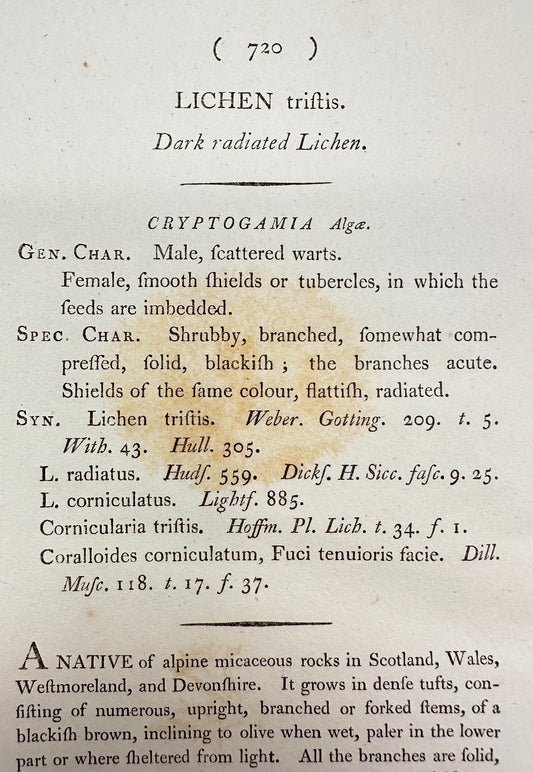 ( 720 )
LICHEN triſtis.
Dark radiated Lichen.
CRYPTOGAMIA Algæ.
GEN. CHAR. Male, ſcattered warts.
Female, ſmooth ſhields or tubercles, in which the
ſeeds are imbedded.
SPEC. CHAR. Shrubby, branched, ſomewhat com-
preſſed, ſolid, blackiſh ; the branches acute.
Shields of the ſame colour, flattiſh, radiated.
SYN. Lichen triſtis. Weber. Gotting. 209. t. 5.
With. 43. Hull. 305.
L. radiatus. Hudſ. 559. Dickſ. H. Sicc. faſc. 9. 25.
L. corniculatus. Lightf. 885.
Cornicularia triſtis. Hoffm. Pl. Lich. t. 34. f. 1.
Coralloides corniculatum, Fuci tenuioris facie. Dill.
Muſc. 118. t. 17. f. 37.
A NATIVE of alpine micaceous rocks in Scotland, Wales,
Weſtmoreland, and Devonſhire. It grows in denſe tufts, con-
ſiſting of numerous, upright, branched or forked ſtems, of a
blackiſh brown, inclining to olive when wet, paler in the lower
part or where ſheltered from light. All the branches are ſolid,